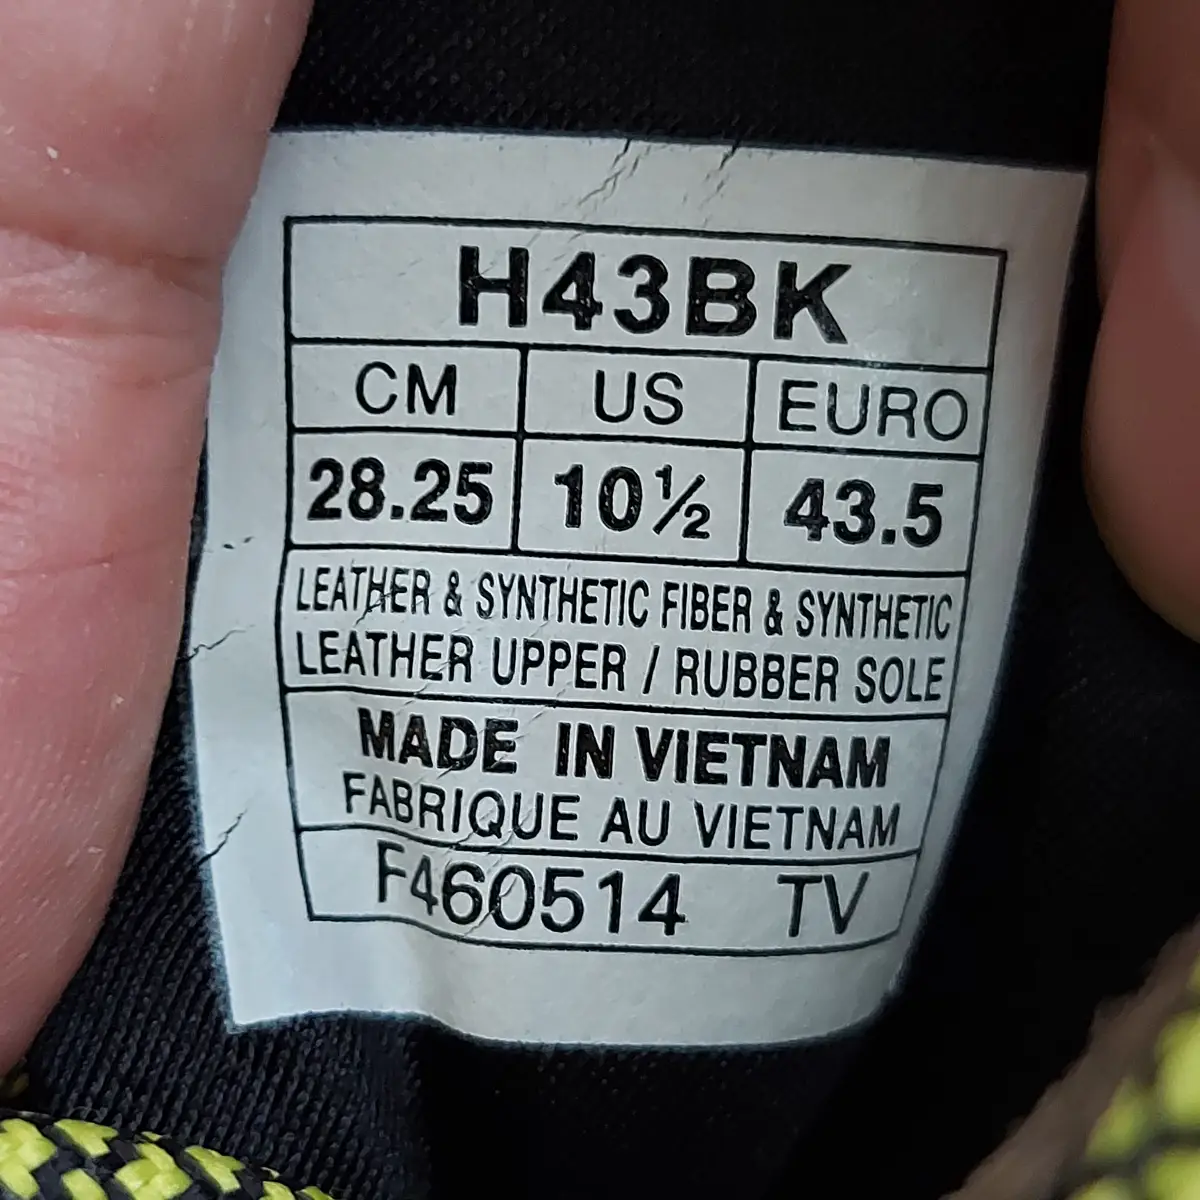 H43BK
CM US EURO
28.25 10½ 43.5
LEATHER & SYNTHETIC FIBER & SYNTHETIC
LEATHER UPPER / RUBBER SOLE
MADE IN VIETNAM
FABRIQUE AU VIETNAM
F460514 TV